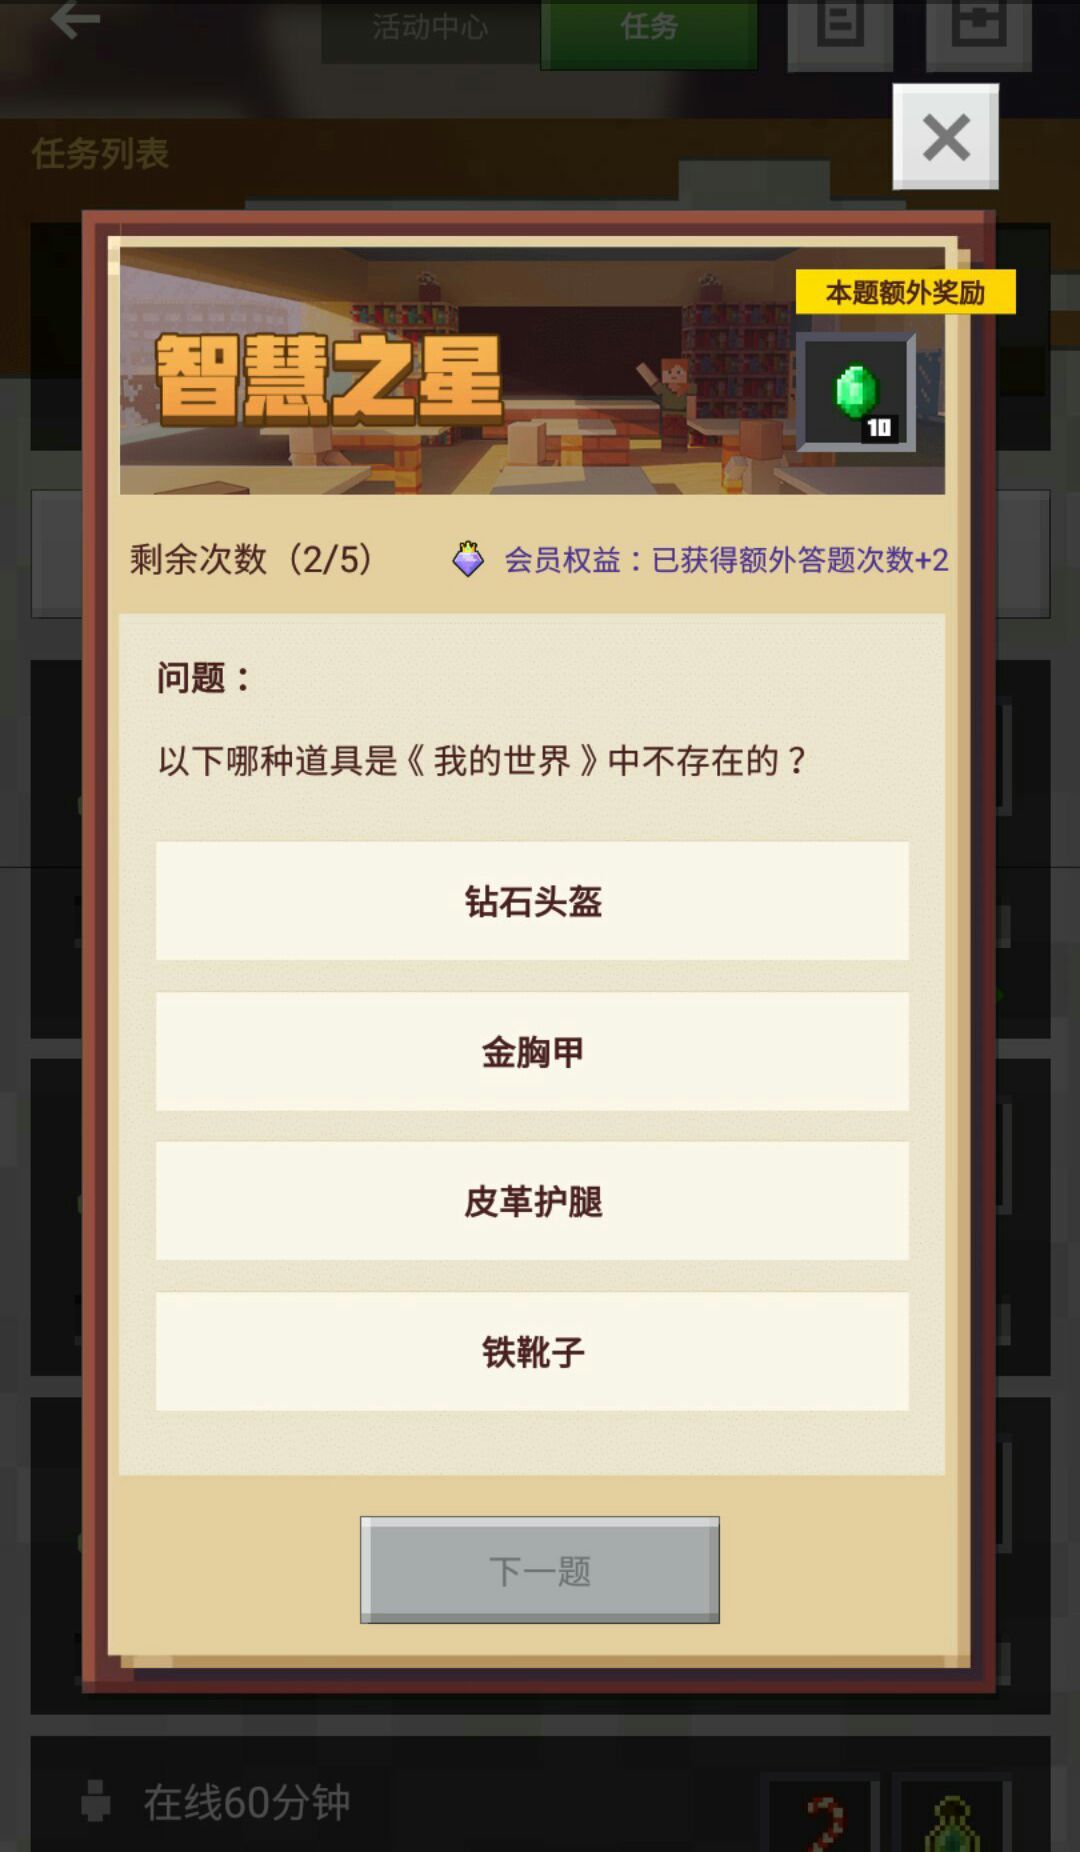 活动中心
任务
任务列表
本题额外奖励
智慧之星
10
剩余次数（2/5）
会员权益：已获得额外答题次数+2
问题：
以下哪种道具是《我的世界》中不存在的？
钻石头盔
金胸甲
皮革护腿
铁靴子
下一题
在线60分钟